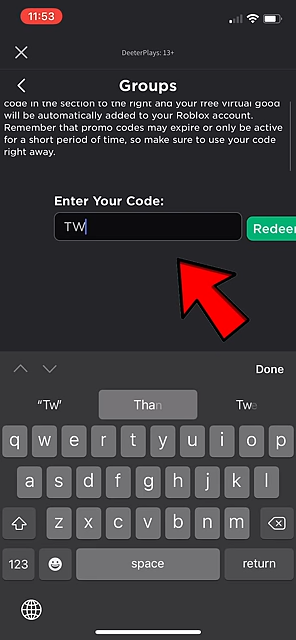 11:53
DeeterPlays: 13+
Groups
code in the section to the right and your free virtual good
will be automatically added to your Roblox account.
Remember that promo codes may expire or only be active
for a short period of time, so make sure to use your code
right away.
Enter Your Code:
TW
Redeem
Done
"Tw" Than Twe
q w e r t y u i o p
a s d f g h j k l
z x c v b n m
123 space return